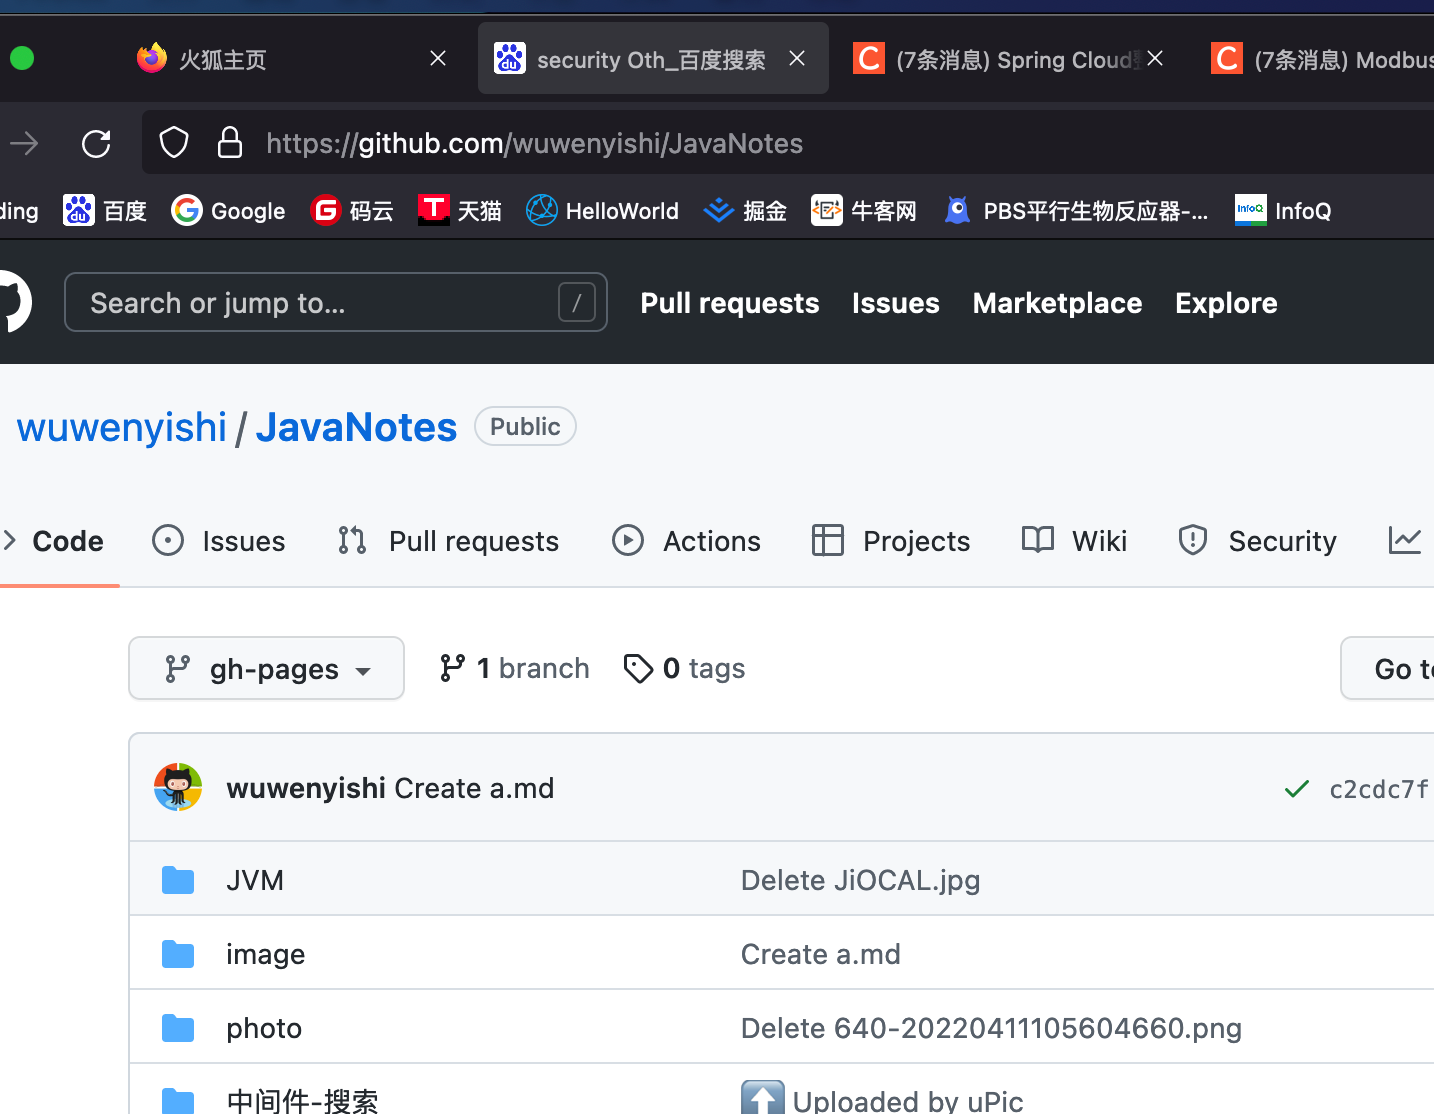 火狐主页
security Oth_百度搜索
(7条消息) Spring Cloud
(7条消息) Modbus
https://github.com/wuwenyishi/JavaNotes
ding
百度
Google
码云
天猫
HelloWorld
掘金
牛客网
PBS平行生物反应器-...
InfoQ
Search or jump to...
/
Pull requests
Issues
Marketplace
Explore
wuwenyishi / JavaNotes
Public
Code
Issues
Pull requests
Actions
Projects
Wiki
Security
gh-pages
1 branch
0 tags
Go to
wuwenyishi Create a.md
c2cdc7f
JVM
Delete JiOCAL.jpg
image
Create a.md
photo
Delete 640-20220411105604660.png
中间件-搜索
Uploaded by uPic